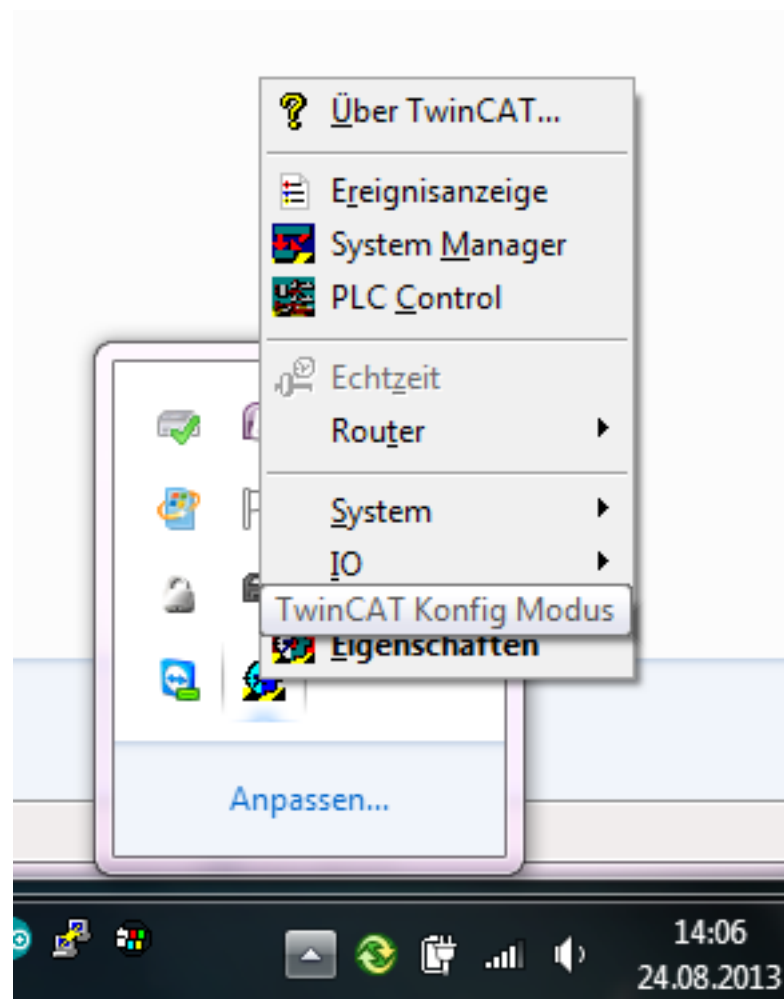 Über TwinCAT...
Ereignisanzeige
System Manager
PLC Control
Echtzeit
Router
System
IO
TwinCAT Konfig Modus
Eigenschaften
Anpassen...
14:06
24.08.2013